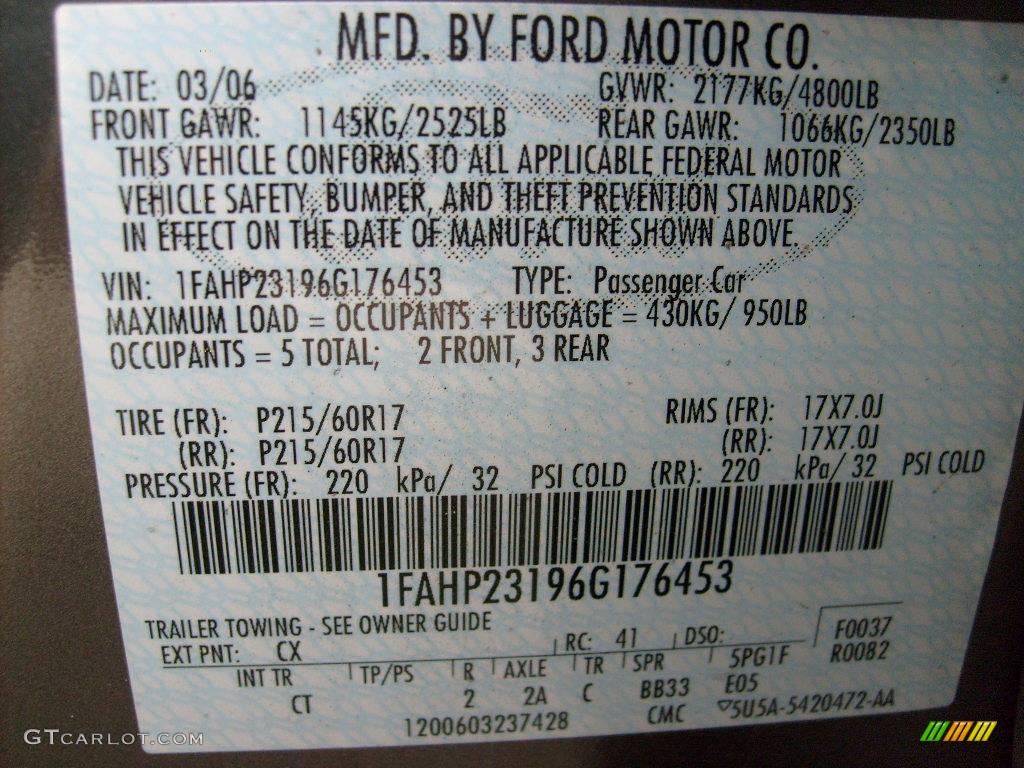 MFD. BY FORD MOTOR CO.
DATE: 03/06 GVWR: 2177KG/4800LB
FRONT GAWR: 1145KG/2525LB REAR GAWR: 1066KG/2350LB
THIS VEHICLE CONFORMS TO ALL APPLICABLE FEDERAL MOTOR
VEHICLE SAFETY, BUMPER, AND THEFT PREVENTION STANDARDS
IN EFFECT ON THE DATE OF MANUFACTURE SHOWN ABOVE.
VIN: 1FAHP23196G176453 TYPE: Passenger Car
MAXIMUM LOAD = OCCUPANTS + LUGGAGE = 430KG/ 950LB
OCCUPANTS = 5 TOTAL; 2 FRONT, 3 REAR
TIRE (FR): P215/60R17 RIMS (FR): 17X7.0J
(RR): P215/60R17 (RR): 17X7.0J
PRESSURE (FR): 220 kPa/ 32 PSI COLD (RR): 220 kPa/ 32 PSI COLD
1FAHP23196G176453
TRAILER TOWING - SEE OWNER GUIDE F0037
EXT PNT: CX RC: 41 DSO: R0082
INT TR TP/PS R AXLE TR SPR 5PG1F
CT 2 2A C BB33 E05
1200603237428 CMC 5U5A-5420472-AA
GTCARLOT.COM